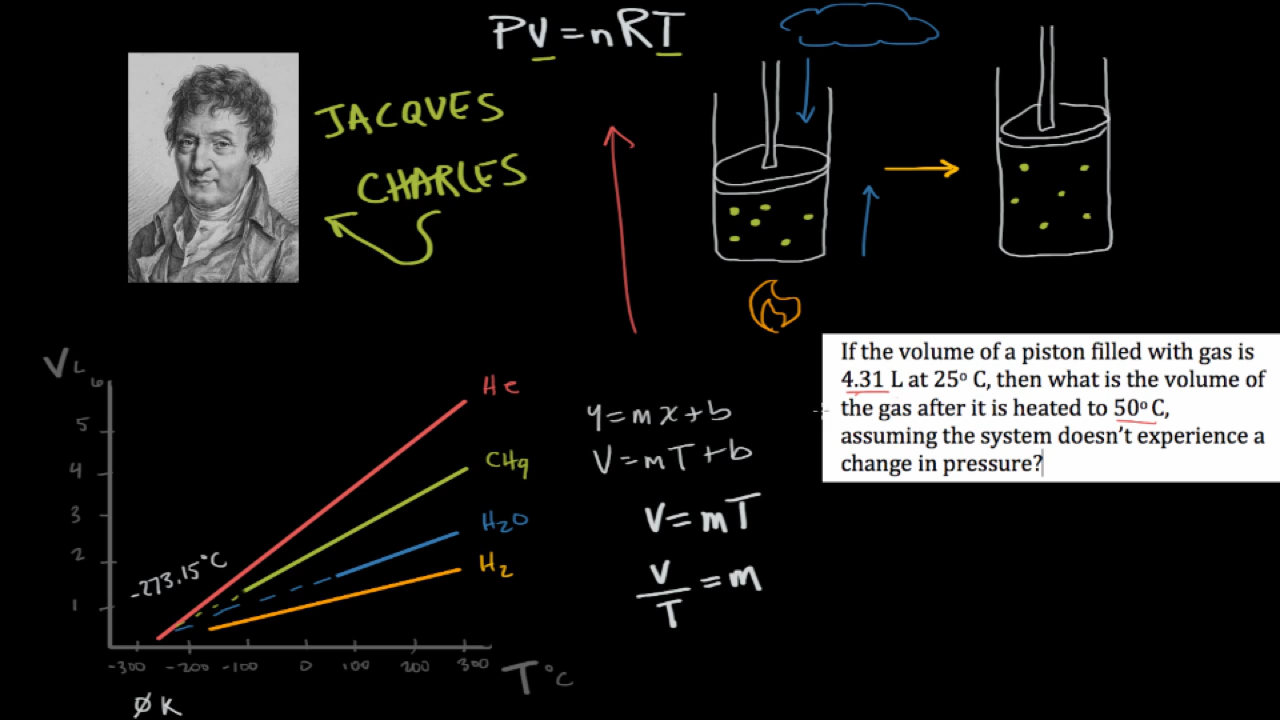 PV=nRT
JACQUES
CHARLES
If the volume of a piston filled with gas is
4.31 L at 25º C, then what is the volume of
the gas after it is heated to 50º C,
assuming the system doesn't experience a
change in pressure?
V L
6
5
4
3
2
1
He
CH4
H2O
H2
-273.15°C
-300 -200 -100 0 100 200 300
T°C
ØK
y=mx+b
V=mT+b
V=mT
V/T=m